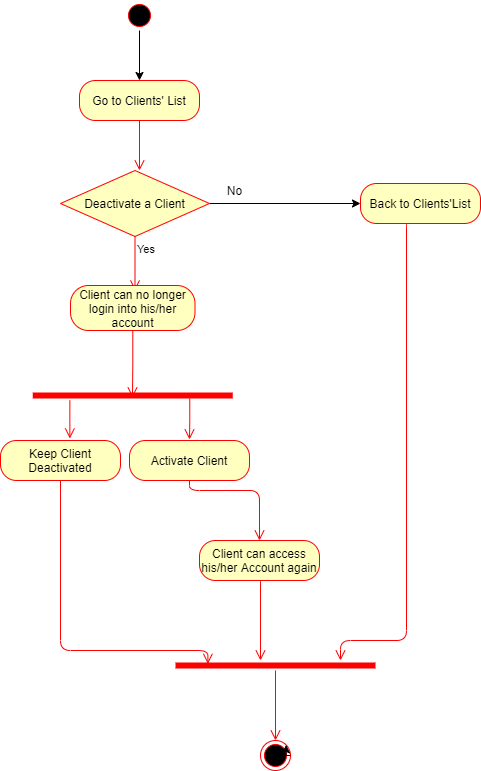 Go to Clients' List
Deactivate a Client
No
Back to Clients'List
Yes
Client can no longer
login into his/her
account
Keep Client
Deactivated
Activate Client
Client can access
his/her Account again